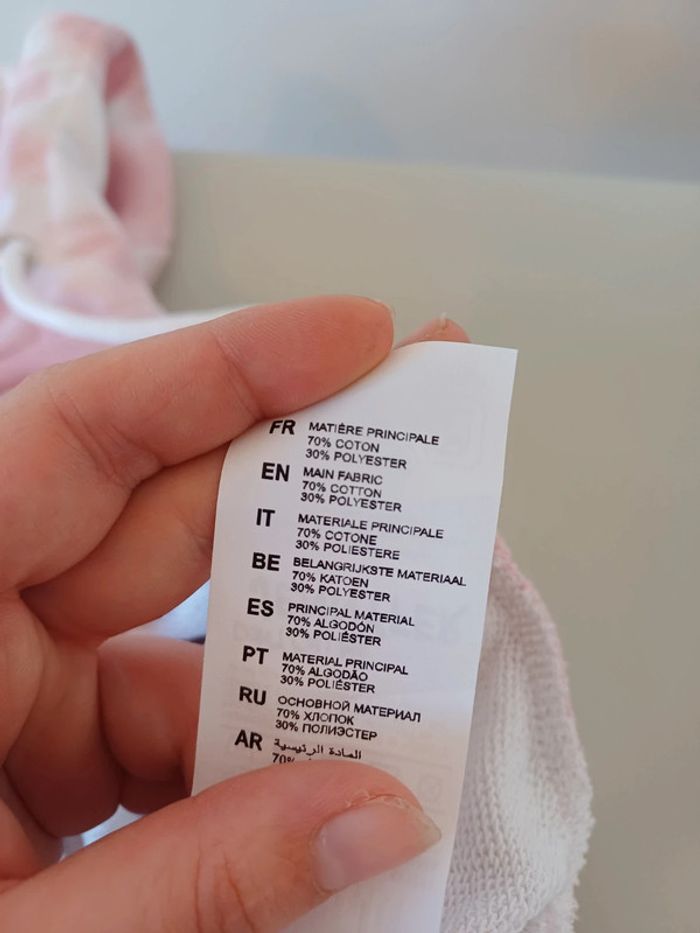 FR MATIÈRE PRINCIPALE
70% COTON
30% POLYESTER
EN MAIN FABRIC
70% COTTON
30% POLYESTER
IT MATERIALE PRINCIPALE
70% COTONE
30% POLIESTERE
BE BELANGRIJKSTE MATERIAAL
70% KATOEN
30% POLYESTER
ES PRINCIPAL MATERIAL
70% ALGODÓN
30% POLIÉSTER
PT MATERIAL PRINCIPAL
70% ALGODÃO
30% POLIÉSTER
RU ОСНОВНОЙ МАТЕРИАЛ
70% ХЛОПОК
30% ПОЛИЭСТЕР
AR المادة الرئيسية
70%